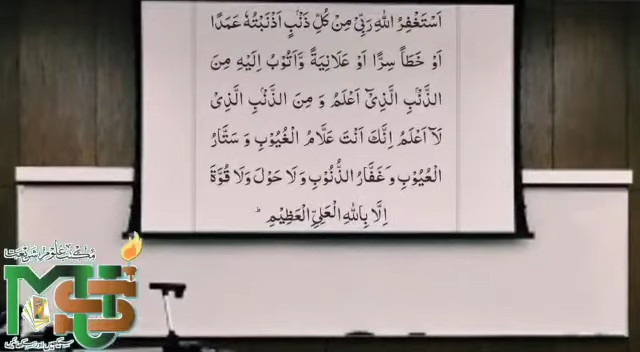 اَسْتَغْفِرُ اللّٰهِ رَبِّیْ مِنْ کُلِّ ذَنْۢبٍ اَذْنَبْتُهٗ عَمَدًا
اَوْ خَطَأً سِرًّا اَوْ عَلَانِیَةً وَّاَتُوْبُ اِلَیْهِ مِنَ
الذَّنْۢبِ الَّذِیْٓ اَعْلَمُ وَ مِنَ الذَّنْۢبِ الَّذِیْ
لَآ اَعْلَمُ اِنَّكَ اَنْتَ عَلَّامُ الْغُیُوْبِ وَ سَتَّارُ
الْعُیُوْبِ وَ غَفَّارُ الذُّنُوْبِ وَلَا حَوْلَ وَلَا قُوَّةَ
اِلَّا بِاللّٰهِ الْعَلِیِّ الْعَظِیْمِ ؕ